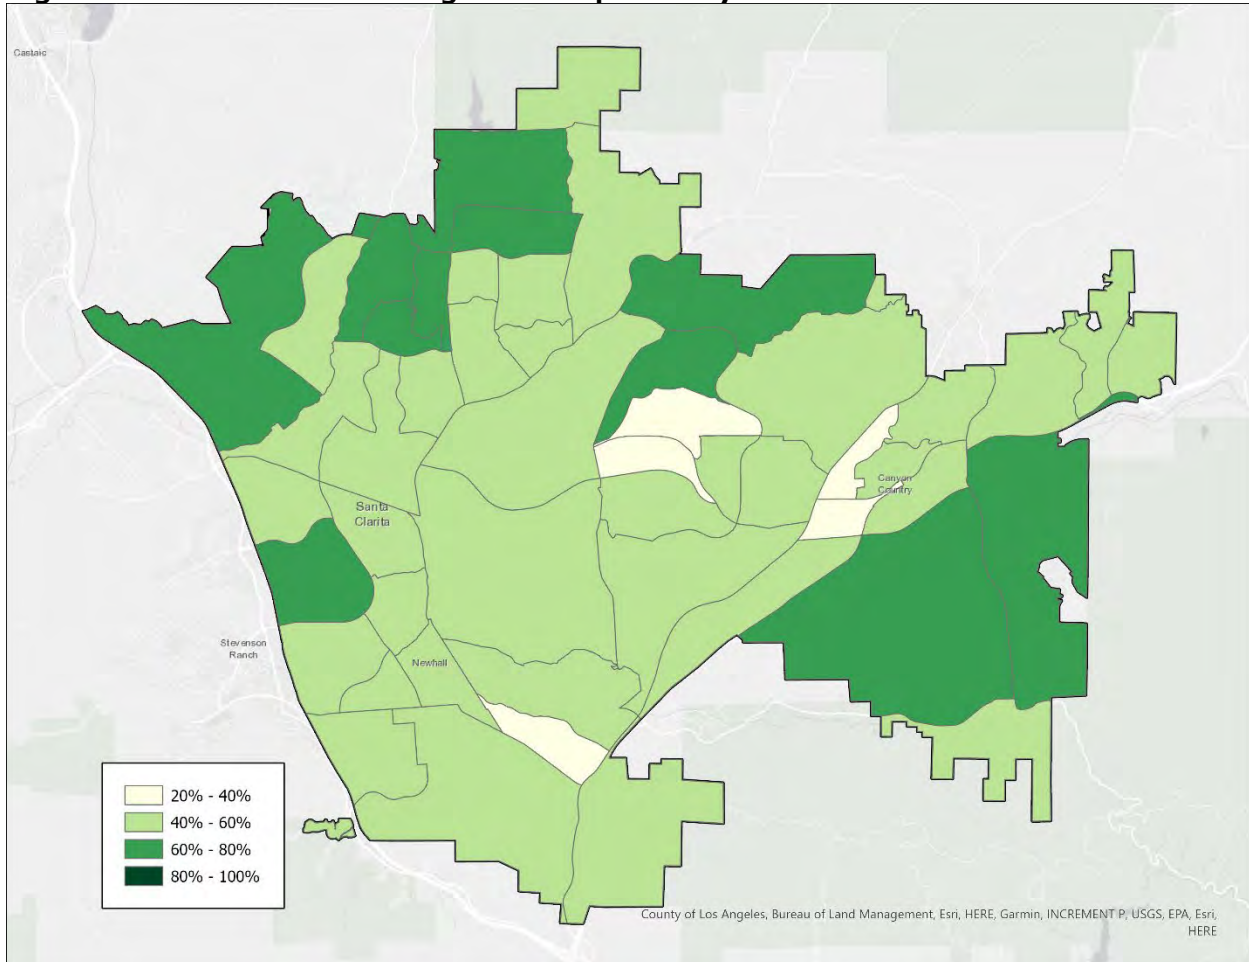 Castaic
Santa
Clarita
Canyon
Country
Stevenson
Ranch
Newhall
20% - 40%
40% - 60%
60% - 80%
80% - 100%
County of Los Angeles, Bureau of Land Management, Esri, HERE, Garmin, INCREMENT P, USGS, EPA, Esri,
HERE